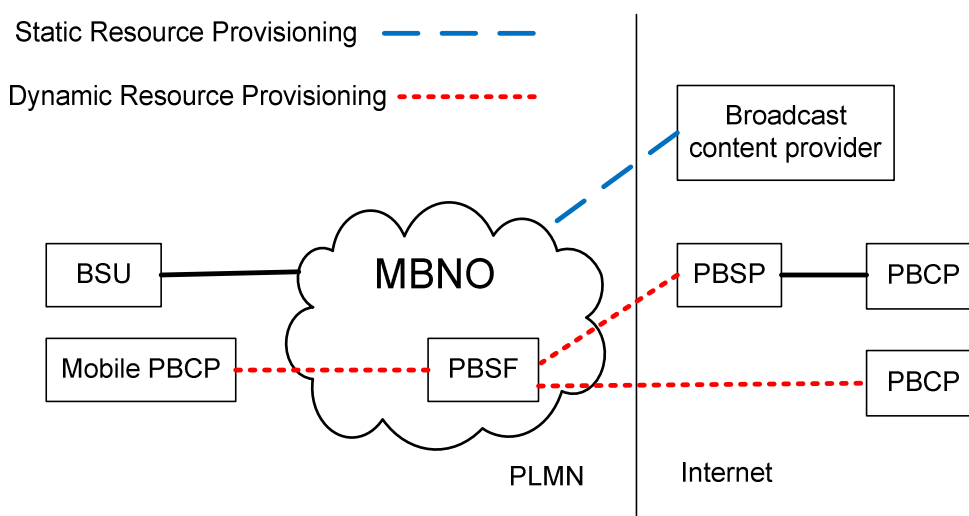 Static Resource Provisioning
Dynamic Resource Provisioning
Broadcast
content provider
BSU
MBNO
PBSP
PBCP
Mobile PBCP
PBSF
PBCP
PLMN
Internet